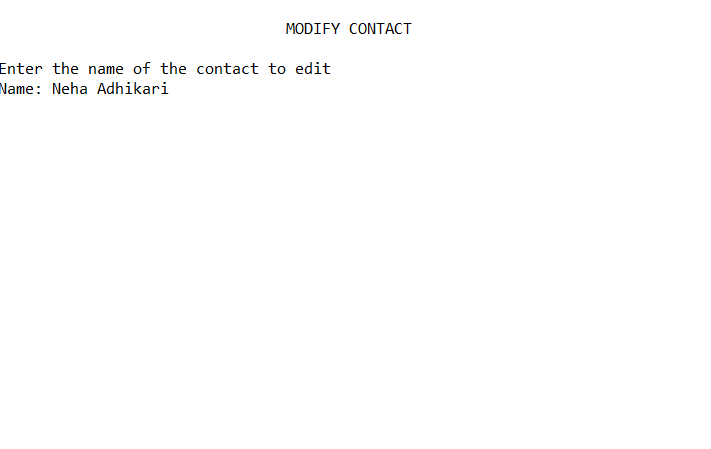 MODIFY CONTACT
Enter the name of the contact to edit
Name: Neha Adhikari